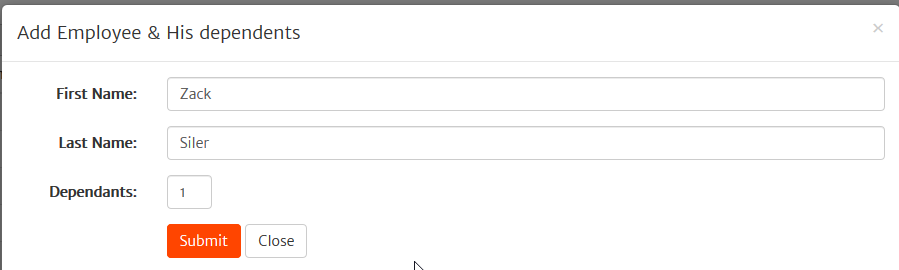 Add Employee & His dependents ×
First Name: Zack
Last Name: Siler
Dependants: 1
Submit Close